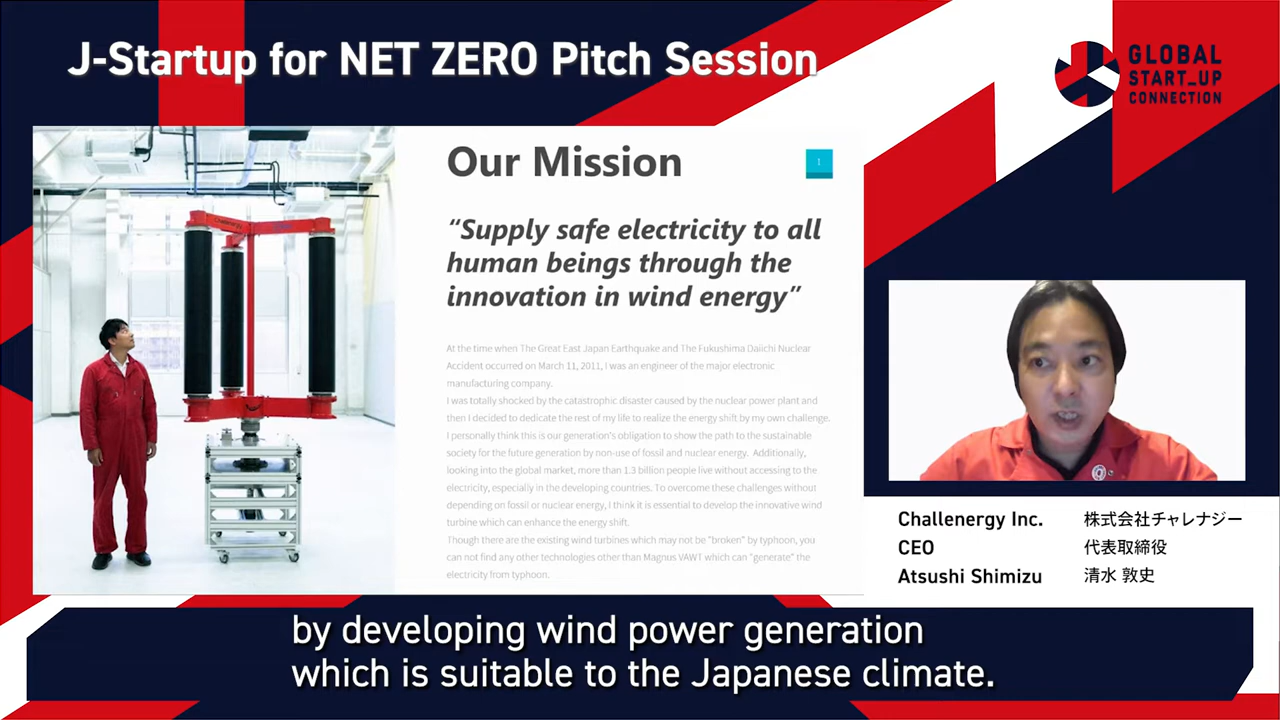 J-Startup for NET ZERO Pitch Session
GLOBAL
START_UP
CONNECTION
Challenergy
Our Mission
1
“Supply safe electricity to all
human beings through the
innovation in wind energy”
At the time when The Great East Japan Earthquake and The Fukushima Daiichi Nuclear
Accident occurred on March 11, 2011, I was an engineer of the major electronic
manufacturing company.
I was totally shocked by the catastrophic disaster caused by the nuclear power plant and
then I decided to dedicate the rest of my life to realize the energy shift by my own challenge.
I personally think this is our generation's obligation to show the path to the sustainable
society for the future generation by non-use of fossil and nuclear energy. Additionally,
looking into the global market, more than 1.3 billion people live without accessing to the
electricity, especially in the developing countries. To overcome these challenges without
depending on fossil or nuclear energy, I think it is essential to develop the innovative wind
turbine which can enhance the energy shift.
Though there are the existing wind turbines which may not be "broken" by typhoon, you
can not find any other technologies other than Magnus VAWT which can "generate" the
electricity from typhoon.
Challenergy Inc. 株式会社チャレナジー
CEO 代表取締役
Atsushi Shimizu 清水 敦史
by developing wind power generation
which is suitable to the Japanese climate.